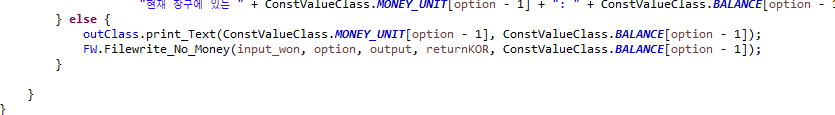 "현재 창구에 있는 " + ConstValueClass.MONEY_UNIT[option - 1] + ": " + ConstValueClass.BALANCE[option - 1
} else {
outClass.print_Text(ConstValueClass.MONEY_UNIT[option - 1], ConstValueClass.BALANCE[option - 1]);
FW.Filewrite_No_Money(input_won, option, output, returnKOR, ConstValueClass.BALANCE[option - 1]);
}
}
}